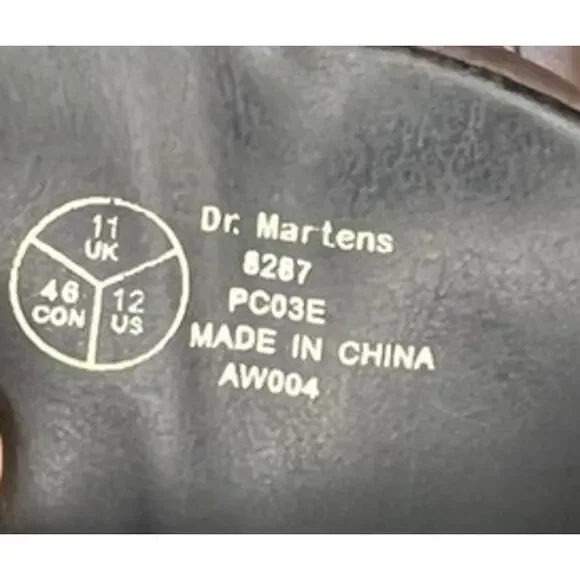 11
UK
46
CON
12
US
Dr. Martens
8287
PC03E
MADE IN CHINA
AW004